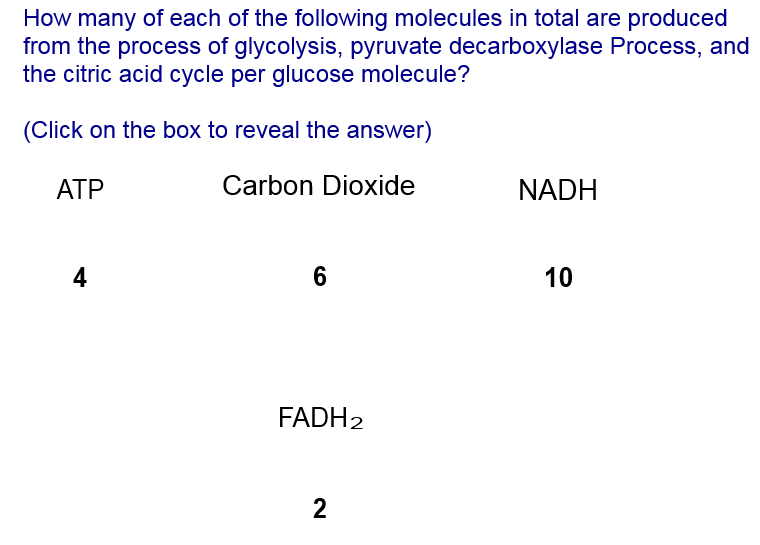 How many of each of the following molecules in total are produced
from the process of glycolysis, pyruvate decarboxylase Process, and
the citric acid cycle per glucose molecule?
(Click on the box to reveal the answer)
ATP Carbon Dioxide NADH
4 6 10
FADH₂
2